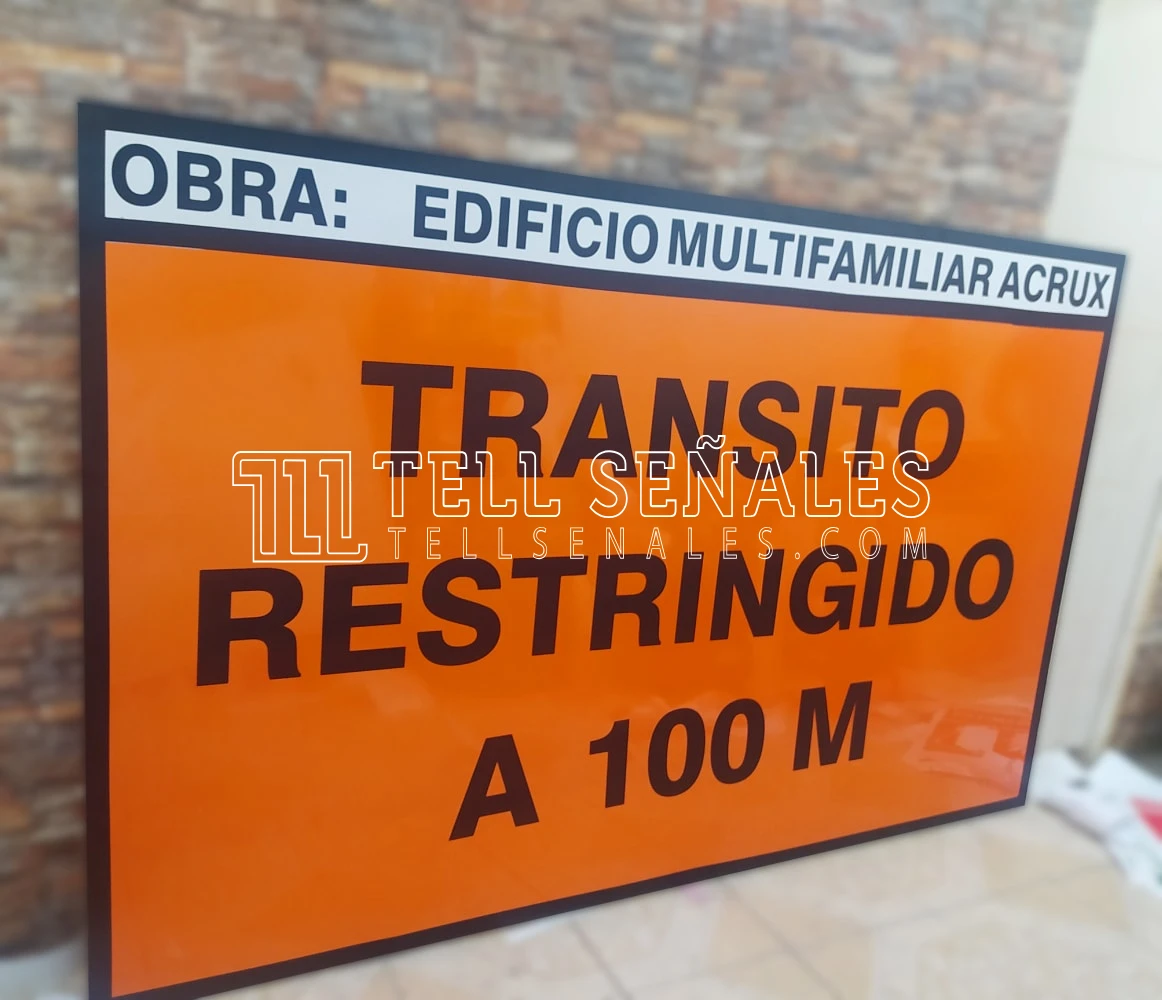 OBRA: EDIFICIO MULTIFAMILIAR ACRUX
TRANSITO
TELL SEÑALES
TELLSENALES.COM
RESTRINGIDO
A 100 M